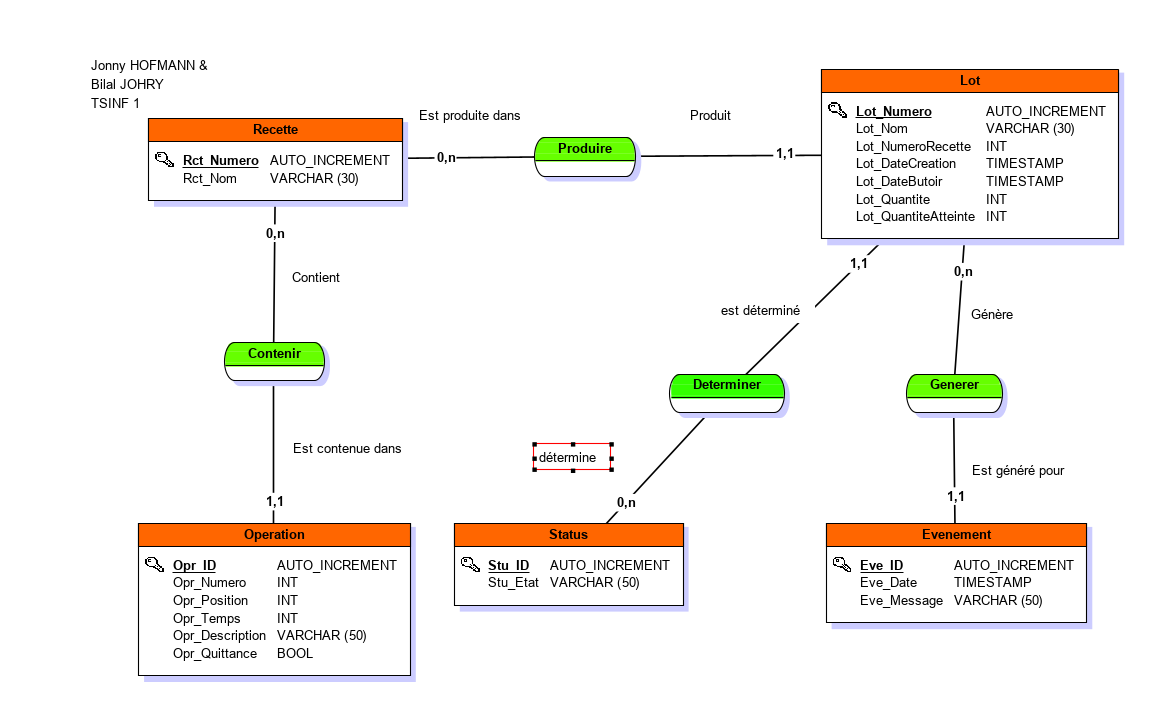 Jonny HOFMANN &
Bilal JOHRY
TSINF 1
Recette
Rct_Numero AUTO_INCREMENT
Rct_Nom VARCHAR (30)
Est produite dans
0,n
Produire
Produit
1,1
Lot
Lot_Numero AUTO_INCREMENT
Lot_Nom VARCHAR (30)
Lot_NumeroRecette INT
Lot_DateCreation TIMESTAMP
Lot_DateButoir TIMESTAMP
Lot_Quantite INT
Lot_QuantiteAtteinte INT
0,n
Contient
Contenir
Est contenue dans
1,1
1,1
est déterminé
Determiner
détermine
0,n
0,n
Génère
Generer
Est généré pour
1,1
Operation
Opr_ID AUTO_INCREMENT
Opr_Numero INT
Opr_Position INT
Opr_Temps INT
Opr_Description VARCHAR (50)
Opr_Quittance BOOL
Status
Stu_ID AUTO_INCREMENT
Stu_Etat VARCHAR (50)
Evenement
Eve_ID AUTO_INCREMENT
Eve_Date TIMESTAMP
Eve_Message VARCHAR (50)